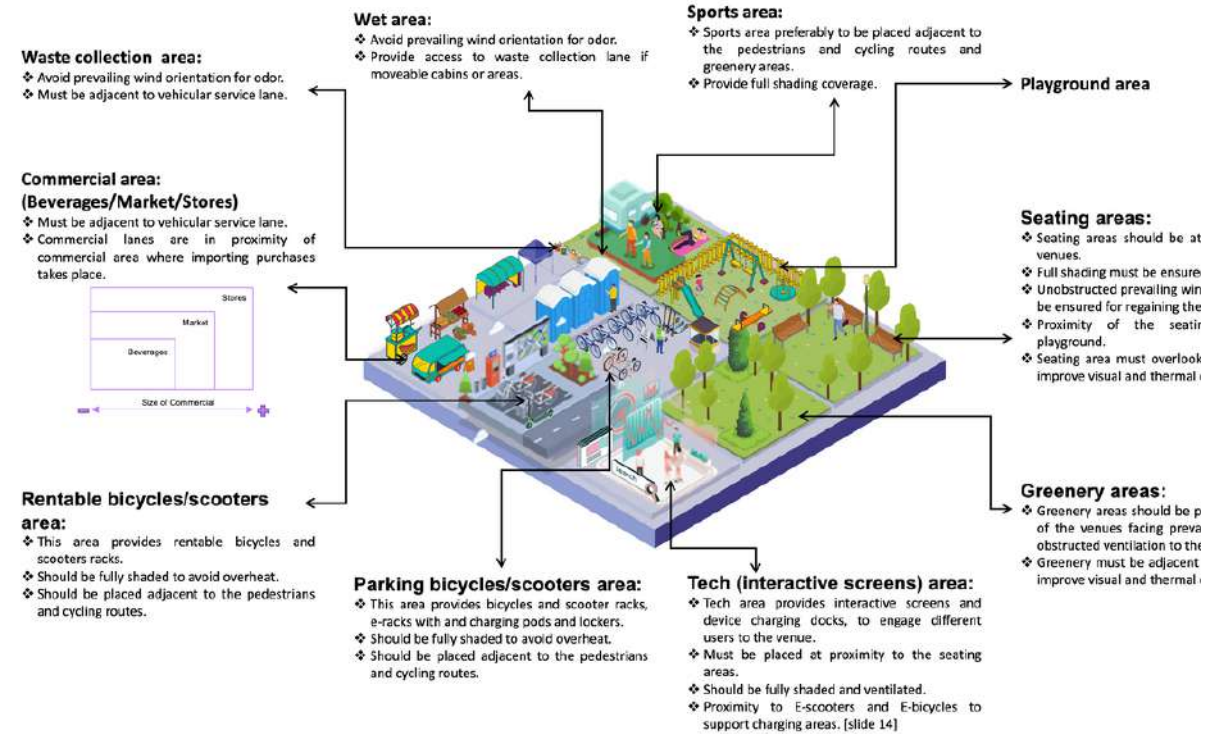 Wet area:
❖ Avoid prevailing wind orientation for odor.
❖ Provide access to waste collection lane if
moveable cabins or areas.
Sports area:
❖ Sports area preferably to be placed adjacent to
the pedestrians and cycling routes and
greenery areas.
❖ Provide full shading coverage.
Waste collection area:
❖ Avoid prevailing wind orientation for odor.
❖ Must be adjacent to vehicular service lane.
Playground area
Commercial area:
(Beverages/Market/Stores)
❖ Must be adjacent to vehicular service lane.
❖ Commercial lanes are in proximity of
commercial area where importing purchases
takes place.
Stores
Market
Beverages
Size of Commercial
Seating areas:
❖ Seating areas should be at
venues.
❖ Full shading must be ensure
❖ Unobstructed prevailing win
be ensured for regaining the
❖ Proximity of the seatin
playground.
❖ Seating area must overlook
improve visual and thermal
Rentable bicycles/scooters
area:
❖ This area provides rentable bicycles and
scooters racks.
❖ Should be fully shaded to avoid overheat.
❖ Should be placed adjacent to the pedestrians
and cycling routes.
Parking bicycles/scooters area:
❖ This area provides bicycles and scooter racks,
e-racks with and charging pods and lockers.
❖ Should be fully shaded to avoid overheat.
❖ Should be placed adjacent to the pedestrians
and cycling routes.
Tech (interactive screens) area:
❖ Tech area provides interactive screens and
device charging docks, to engage different
users to the venue.
❖ Must be placed at proximity to the seating
areas.
❖ Should be fully shaded and ventilated.
❖ Proximity to E-scooters and E-bicycles to
support charging areas. [slide 14]
Greenery areas:
❖ Greenery areas should be p
of the venues facing preva
obstructed ventilation to the
❖ Greenery must be adjacent
improve visual and thermal